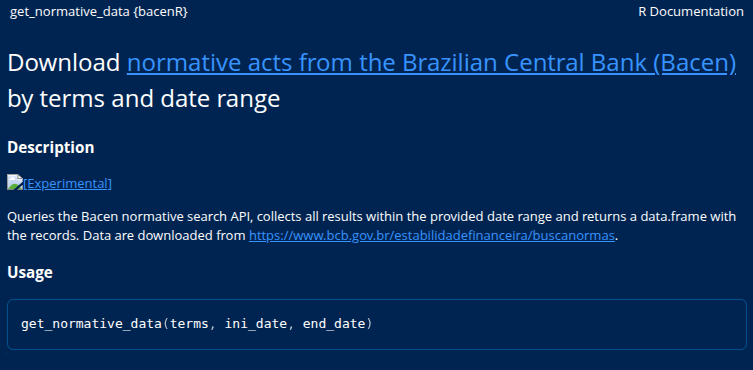 get_normative_data {bacenR} R Documentation
Download normative acts from the Brazilian Central Bank (Bacen)
by terms and date range
Description
[Experimental]
Queries the Bacen normative search API, collects all results within the provided date range and returns a data.frame with
the records. Data are downloaded from https://www.bcb.gov.br/estabilidadefinanceira/buscanormas.
Usage
get_normative_data(terms, ini_date, end_date)